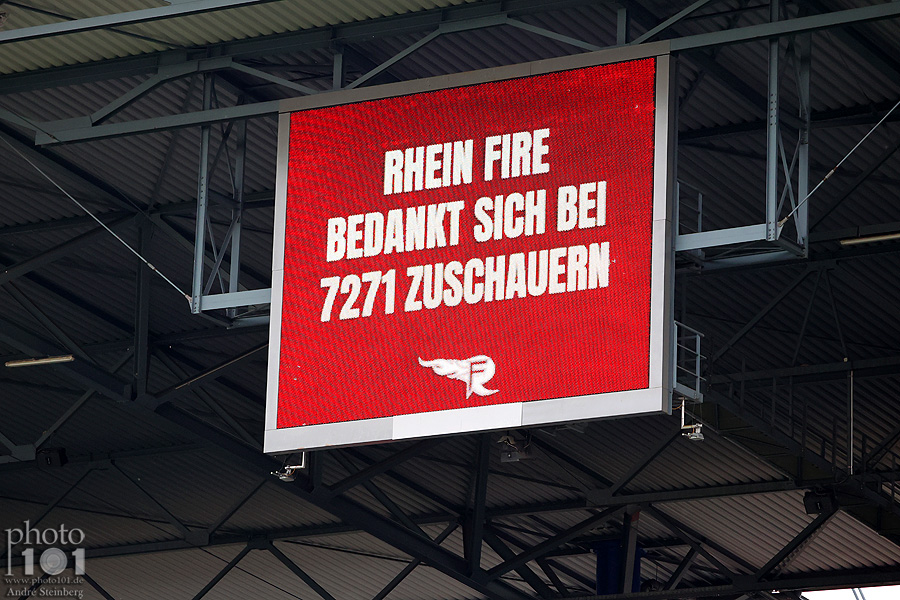 RHEIN FIRE
BEDANKT SICH BEI
7271 ZUSCHAUERN
R
photo
101
www.photo101.de
André Steinberg